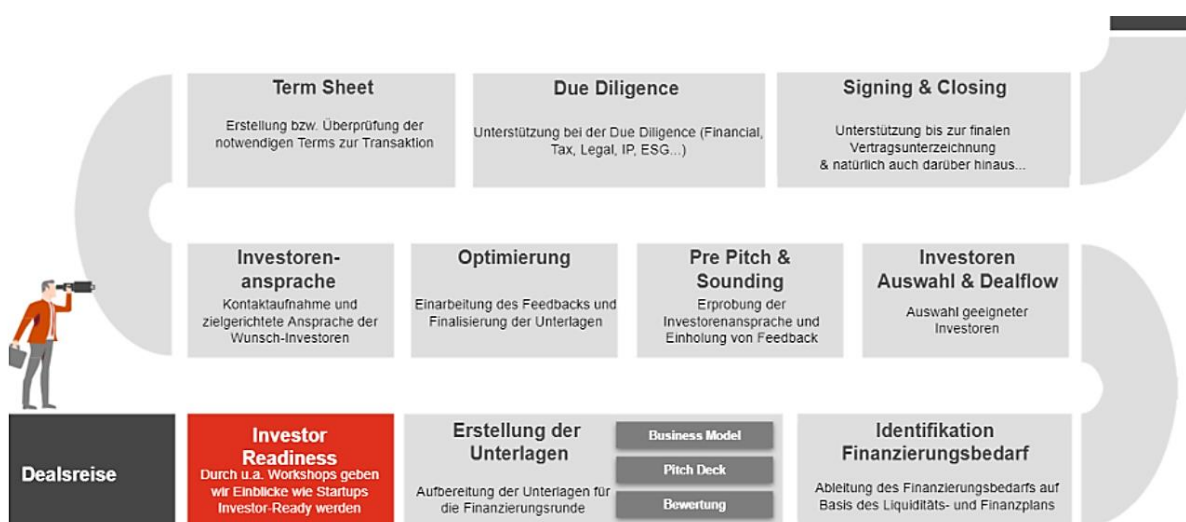 Term Sheet
Erstellung bzw. Überprüfung der
notwendigen Terms zur Transaktion
Due Diligence
Unterstützung bei der Due Diligence (Financial,
Tax, Legal, IP, ESG...)
Signing & Closing
Unterstützung bis zur finalen
Vertragsunterzeichnung
& natürlich auch darüber hinaus...
Investoren-
ansprache
Kontaktaufnahme und
zielgerichtete Ansprache der
Wunsch-Investoren
Optimierung
Einarbeitung des Feedbacks und
Finalisierung der Unterlagen
Pre Pitch &
Sounding
Erprobung der
Investorenansprache und
Einholung von Feedback
Investoren
Auswahl & Dealflow
Auswahl geeigneter
Investoren
Dealsreise
Investor
Readiness
Durch u.a. Workshops geben
wir Einblicke wie Startups
Investor-Ready werden
Erstellung der
Unterlagen
Aufbereitung der Unterlagen für
die Finanzierungsrunde
Business Model
Pitch Deck
Bewertung
Identifikation
Finanzierungsbedarf
Ableitung des Finanzierungsbedarfs auf
Basis des Liquiditäts- und Finanzplans